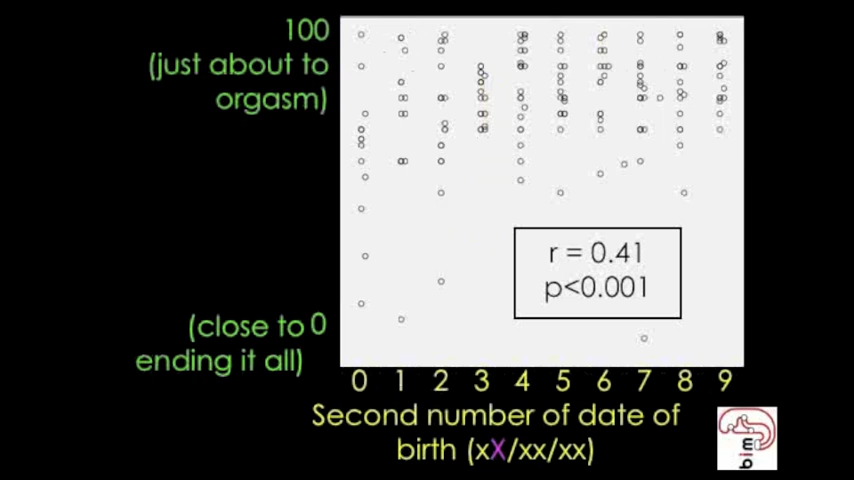 100
(just about to
orgasm)
r = 0.41
p<0.001
(close to 0
ending it all)
0 1 2 3 4 5 6 7 8 9
Second number of date of
birth (xX/xx/xx)
bim